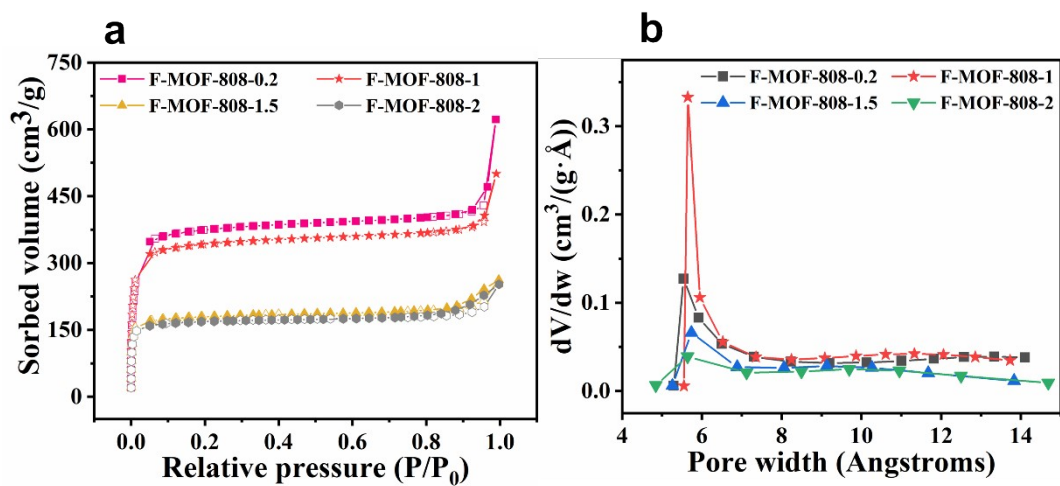 a
750
600
450
300
150
0
Sorbed volume (cm³/g)
F-MOF-808-0.2 F-MOF-808-1
F-MOF-808-1.5 F-MOF-808-2
0.0 0.2 0.4 0.6 0.8 1.0
Relative pressure (P/P₀)
b
0.3
0.2
0.1
0.0
dV/dw (cm³/(g·Å))
F-MOF-808-0.2 F-MOF-808-1
F-MOF-808-1.5 F-MOF-808-2
4 6 8 10 12 14
Pore width (Angstroms)